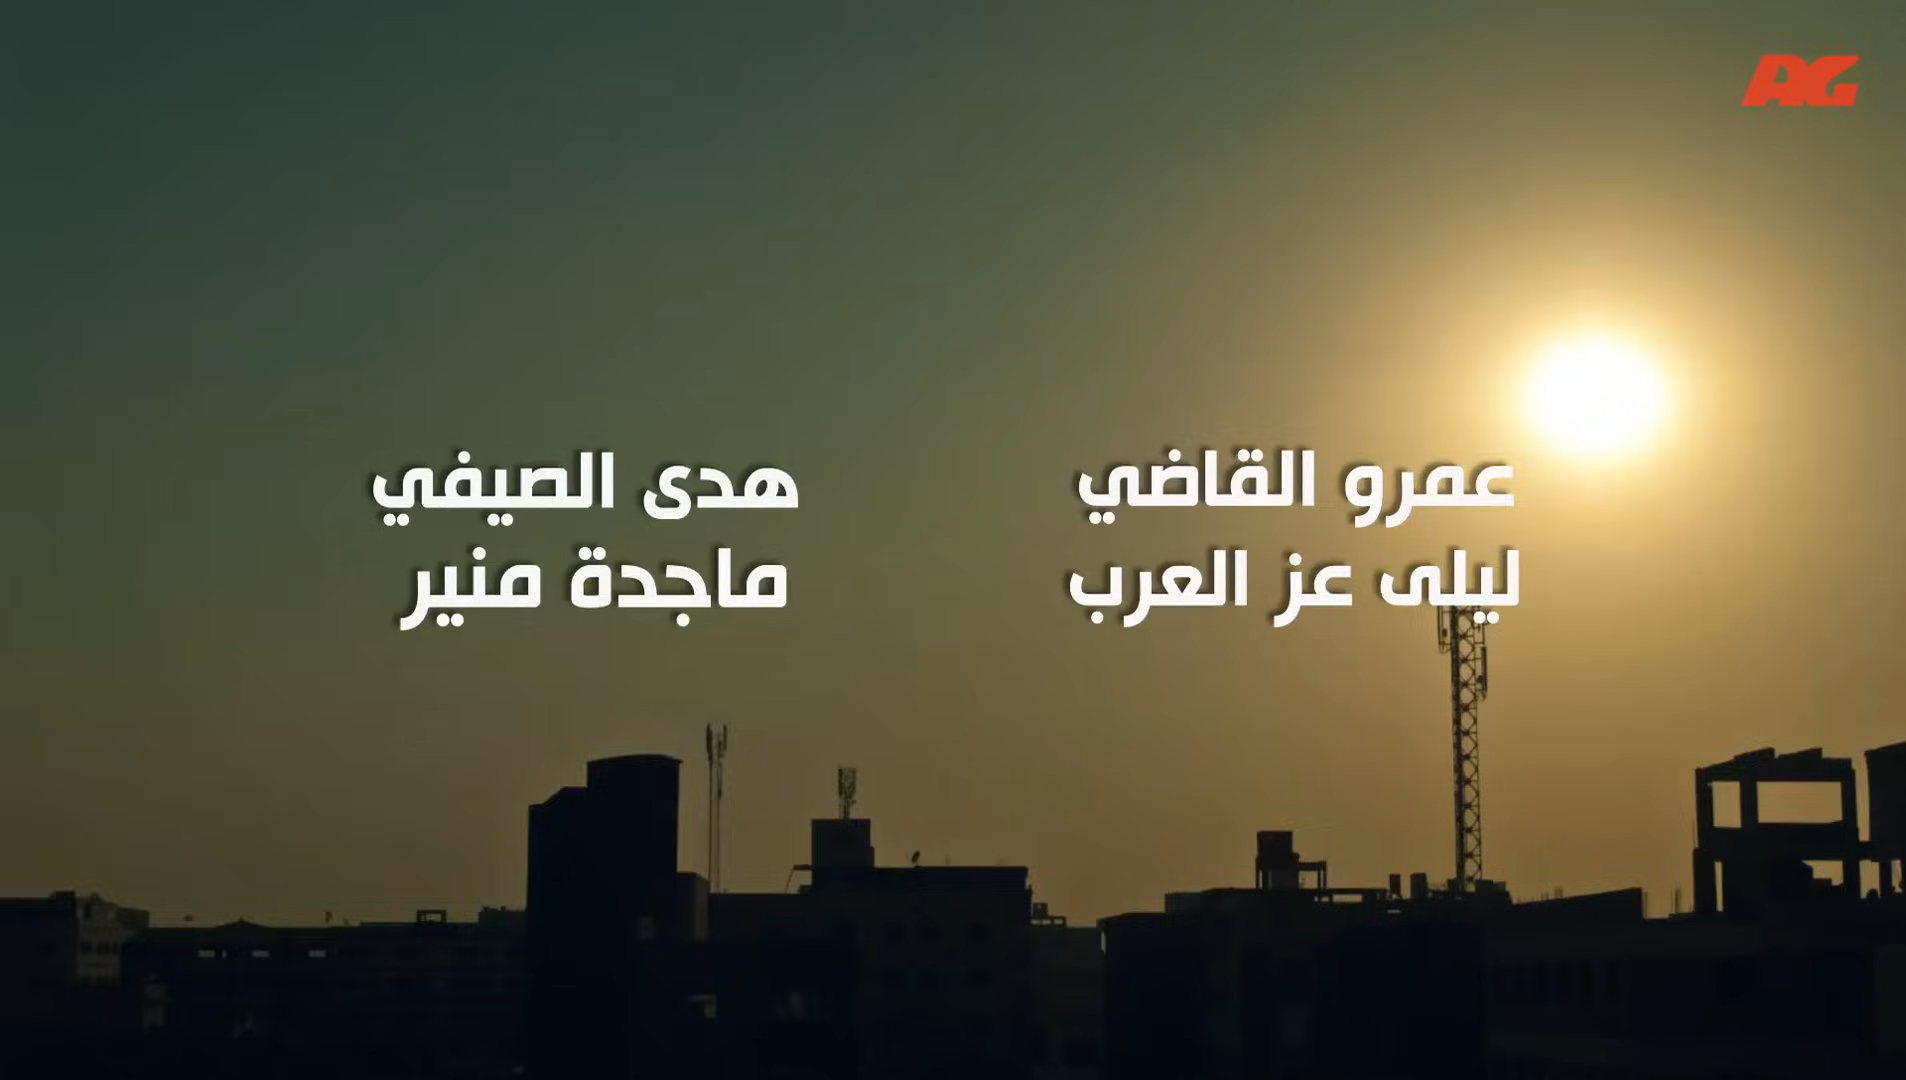 AG
عمرو القاضي
هدى الصيفي
ليلى عز العرب
ماجدة منير